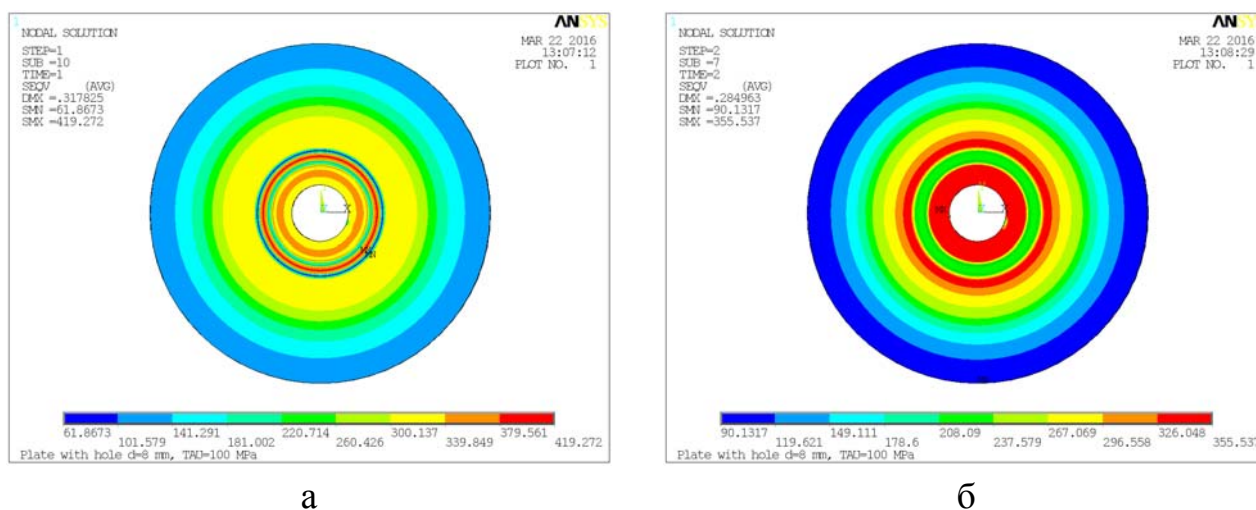 1
ANSYS
NODAL SOLUTION
MAR 22 2016
STEP=1
13:07:12
SUB =10
PLOT NO. 1
TIME=1
SEQV (AVG)
DMX =.317825
SMN =61.8673
SMX =419.272
X
61.8673 141.291 220.714 300.137 379.561
101.579 181.002 260.426 339.849 419.272
Plate with hole d=8 mm, TAU=100 MPa
а
1
ANSYS
NODAL SOLUTION
MAR 22 2016
STEP=2
13:08:29
SUB =7
PLOT NO. 1
TIME=2
SEQV (AVG)
DMX =.284963
SMN =90.1317
SMX =355.537
X
90.1317 149.111 208.09 267.069 326.048
119.621 178.6 237.579 296.558 355.537
Plate with hole d=8 mm, TAU=100 MPa
б